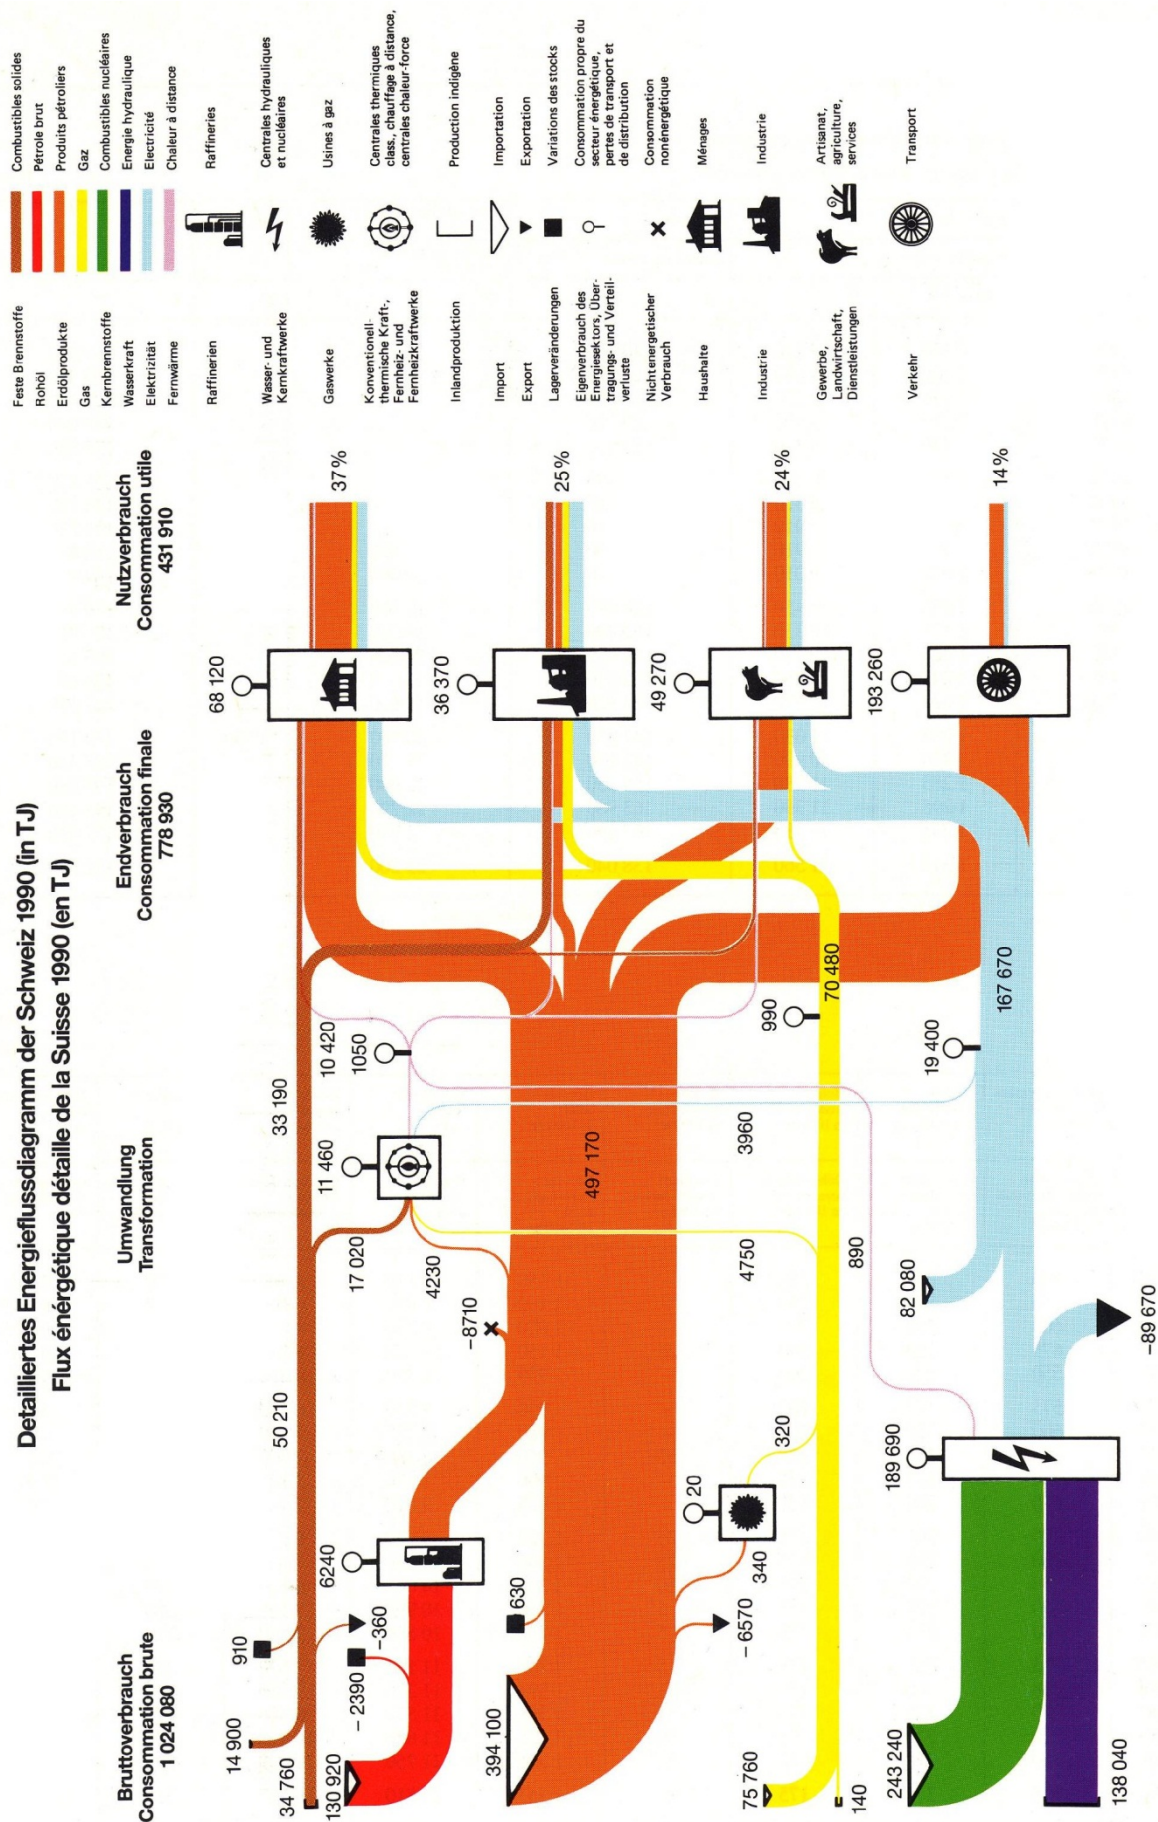 Detailliertes Energieflussdiagramm der Schweiz 1990 (in TJ)
Flux énérgétique détaille de la Suisse 1990 (en TJ)
Bruttoverbrauch
Consommation brute
1 024 080
Umwandlung
Transformation
Endverbrauch
Consommation finale
778 930
Nutzverbrauch
Consommation utile
431 910
14 900
910
34 760
50 210
33 190
130 920
– 2390
–360
6240
17 020
11 460
10 420
1050
4230
–8710
394 100
630
–6570
340
20
320
497 170
4750
3960
890
75 760
140
990
70 480
243 240
138 040
189 690
82 080
–89 670
19 400
167 670
68 120
36 370
49 270
193 260
37 %
25 %
24 %
14 %
Feste Brennstoffe
Combustibles solides
Rohöl
Pétrole brut
Erdölprodukte
Produits pétroliers
Gas
Gaz
Kernbrennstoffe
Combustibles nucléaires
Wasserkraft
Energie hydraulique
Elektrizität
Electricité
Fernwärme
Chaleur à distance
Raffinerien
Raffineries
Wasser- und
Kernkraftwerke
Centrales hydrauliques
et nucléaires
Gaswerke
Usines à gaz
Konventionell-
thermische Kraft-,
Fernheiz- und
Fernheizkraftwerke
Centrales thermiques
class., chauffage à distance,
centrales chaleur-force
Inlandproduktion
Production indigène
Import
Importation
Export
Exportation
Lagerveränderungen
Variations des stocks
Eigenverbrauch des
Energiesektors, Über-
tragungs- und Verteil-
verluste
Consommation propre du
secteur énergétique,
pertes de transport et
de distribution
Nichtenergetischer
Verbrauch
Consommation
nonénergétique
Haushalte
Ménages
Industrie
Industrie
Gewerbe,
Landwirtschaft,
Dienstleistungen
Artisanat,
agriculture,
services
Verkehr
Transport